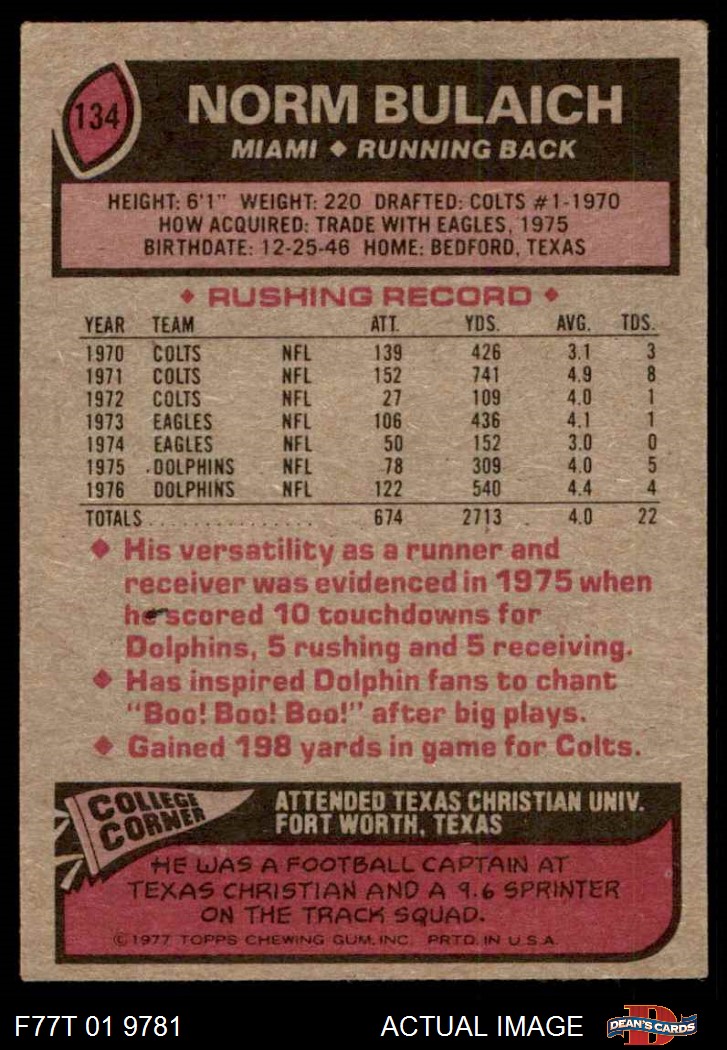 134
NORM BULAICH
MIAMI ♦ RUNNING BACK
HEIGHT: 6'1" WEIGHT: 220 DRAFTED: COLTS #1-1970
HOW ACQUIRED: TRADE WITH EAGLES, 1975
BIRTHDATE: 12-25-46 HOME: BEDFORD, TEXAS
♦ RUSHING RECORD ♦
YEAR TEAM ATT. YDS. AVG. TDS.
1970 COLTS NFL 139 426 3.1 3
1971 COLTS NFL 152 741 4.9 8
1972 COLTS NFL 27 109 4.0 1
1973 EAGLES NFL 106 436 4.1 1
1974 EAGLES NFL 50 152 3.0 0
1975 DOLPHINS NFL 78 309 4.0 5
1976 DOLPHINS NFL 122 540 4.4 4
TOTALS . . . . . . . . . . . . . . 674 2713 4.0 22
♦ His versatility as a runner and
receiver was evidenced in 1975 when
he scored 10 touchdowns for
Dolphins, 5 rushing and 5 receiving.
♦ Has inspired Dolphin fans to chant
"Boo! Boo! Boo!" after big plays.
♦ Gained 198 yards in game for Colts.
COLLEGE
CORNER
ATTENDED TEXAS CHRISTIAN UNIV.
FORT WORTH, TEXAS
HE WAS A FOOTBALL CAPTAIN AT
TEXAS CHRISTIAN AND A 9.6 SPRINTER
ON THE TRACK SQUAD.
© 1977 TOPPS CHEWING GUM, INC. PRTD. IN U.S.A.
F77T 01 9781 ACTUAL IMAGE
DEAN'S CARDS